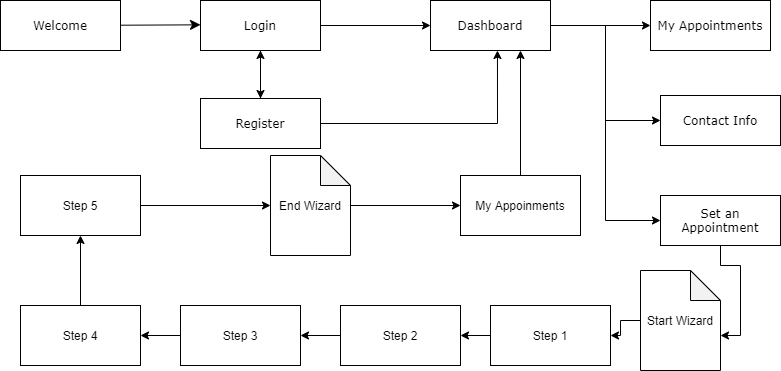 Welcome
Login
Dashboard
My Appointments
Register
Contact Info
Step 5
End Wizard
My Appoinments
Set an
Appointment
Step 4
Step 3
Step 2
Step 1
Start Wizard